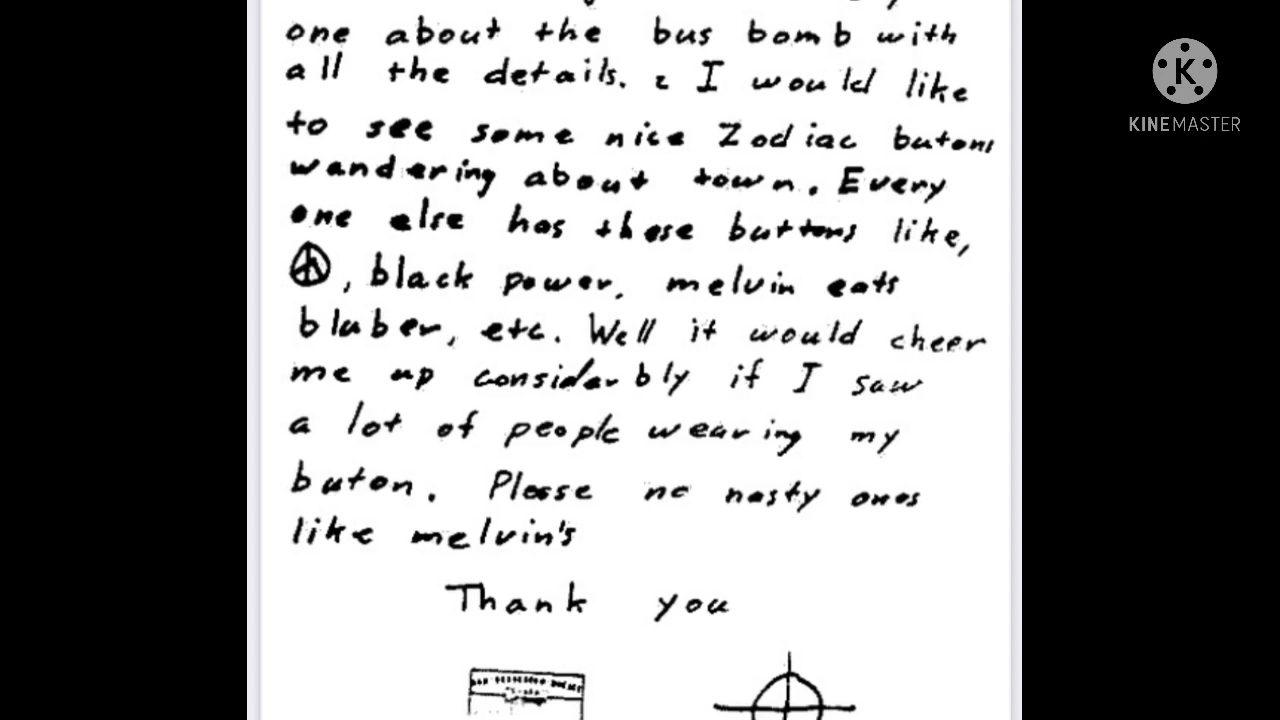 one about the bus bomb with
all the details. 2 I would like
to see some nice Zodiac butons
wandering about town. Every
one else has these buttons like,
, black power, melvin eats
bluber, etc. Well it would cheer
me up considerbly if I saw
a lot of people wearing my
buton. Please no nasty ones
like melvin's
Thank you
K
KINEMASTER